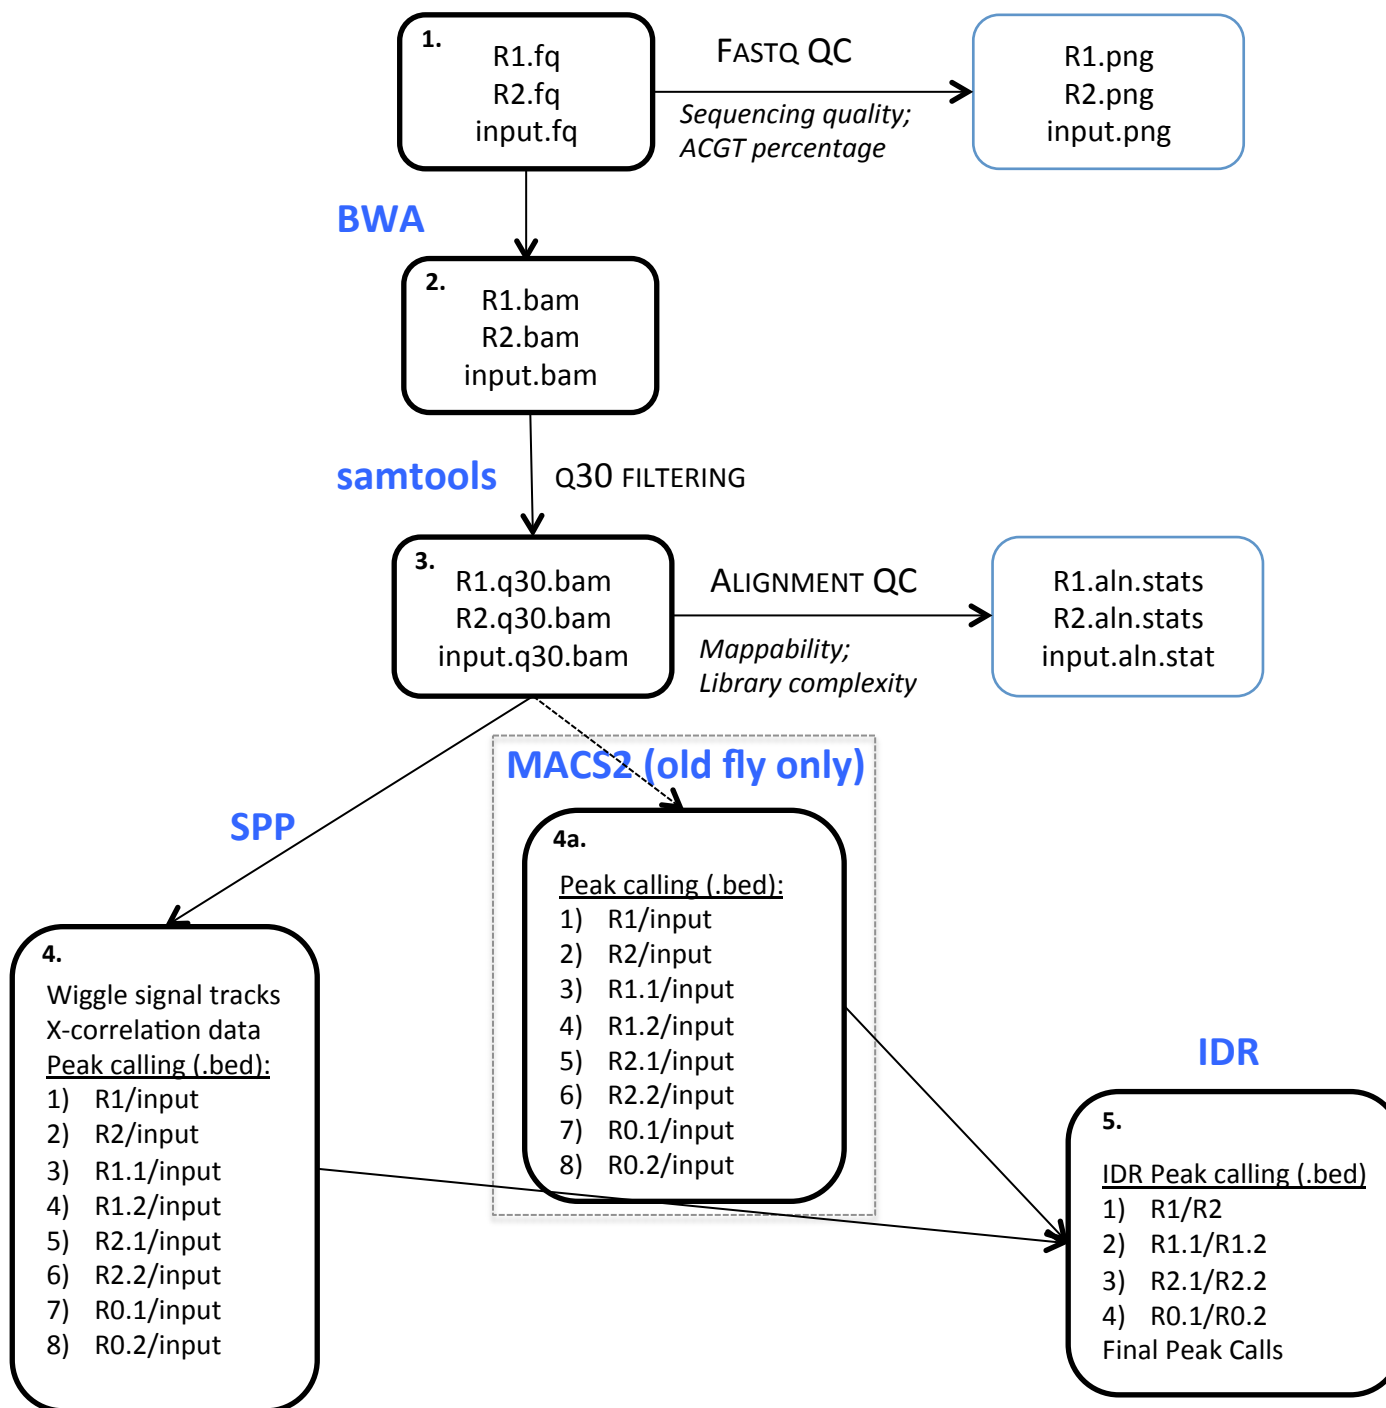 1.
R1.fq
R2.fq
input.fq
FASTQ QC
Sequencing quality;
ACGT percentage
R1.png
R2.png
input.png
BWA
2.
R1.bam
R2.bam
input.bam
samtools
Q30 FILTERING
3.
R1.q30.bam
R2.q30.bam
input.q30.bam
ALIGNMENT QC
Mappability;
Library complexity
R1.aln.stats
R2.aln.stats
input.aln.stat
MACS2 (old fly only)
SPP
4a.
Peak calling (.bed):
1) R1/input
2) R2/input
3) R1.1/input
4) R1.2/input
5) R2.1/input
6) R2.2/input
7) R0.1/input
8) R0.2/input
4.
Wiggle signal tracks
X-correlation data
Peak calling (.bed):
1) R1/input
2) R2/input
3) R1.1/input
4) R1.2/input
5) R2.1/input
6) R2.2/input
7) R0.1/input
8) R0.2/input
IDR
5.
IDR Peak calling (.bed)
1) R1/R2
2) R1.1/R1.2
3) R2.1/R2.2
4) R0.1/R0.2
Final Peak Calls